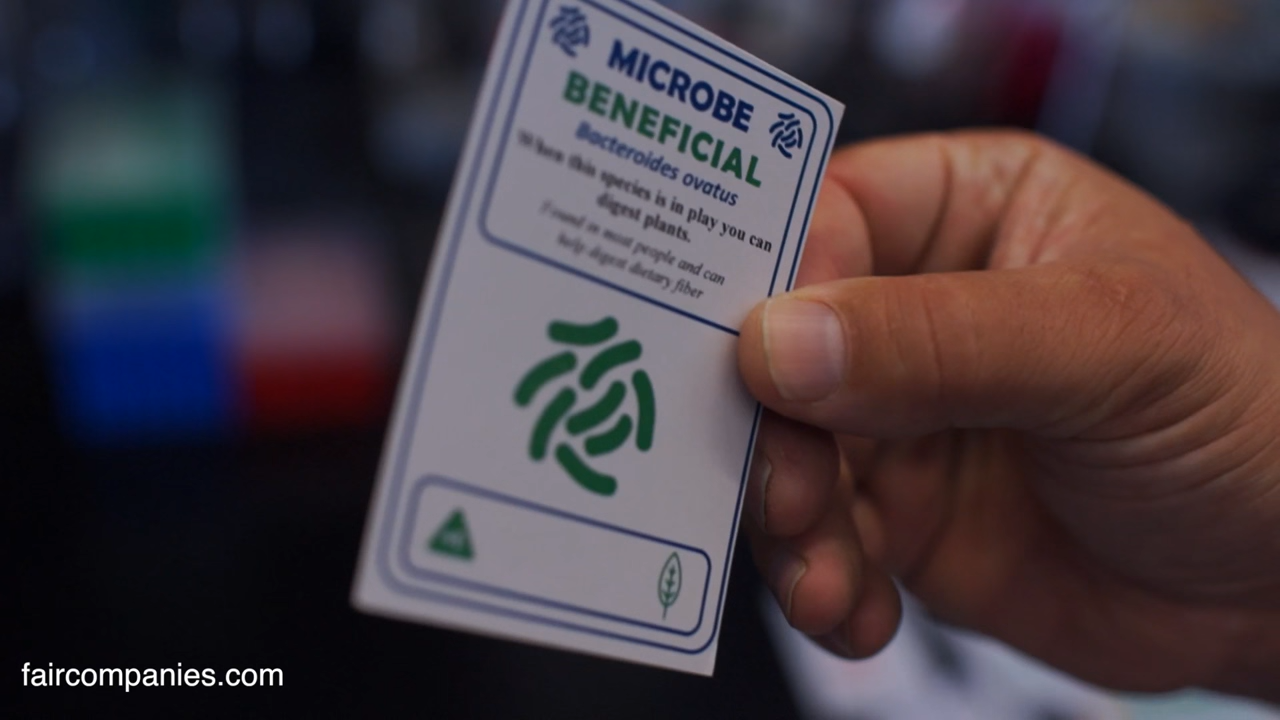 MICROBE
BENEFICIAL
Bacteroides ovatus
When this species is in play you can
digest plants.
Found in most people and can
help digest dietary fiber
faircompanies.com